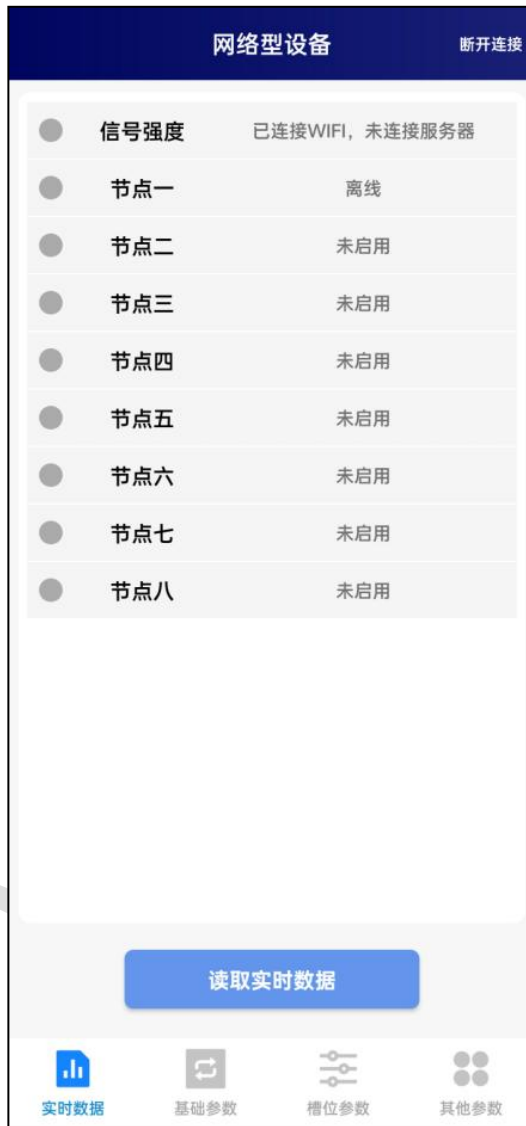 网络型设备 断开连接
信号强度 已连接WIFI，未连接服务器
节点一 离线
节点二 未启用
节点三 未启用
节点四 未启用
节点五 未启用
节点六 未启用
节点七 未启用
节点八 未启用
读取实时数据
实时数据 基础参数 槽位参数 其他参数